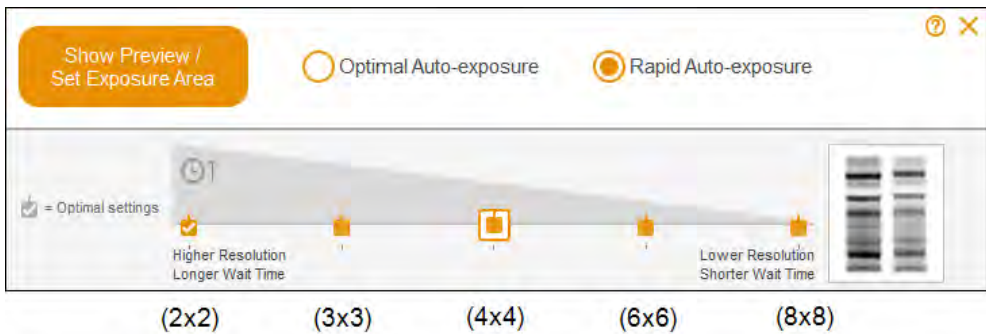 Show Preview /
Set Exposure Area
Optimal Auto-exposure
Rapid Auto-exposure
?
= Optimal settings
Higher Resolution
Longer Wait Time
Lower Resolution
Shorter Wait Time
(2x2)
(3x3)
(4x4)
(6x6)
(8x8)